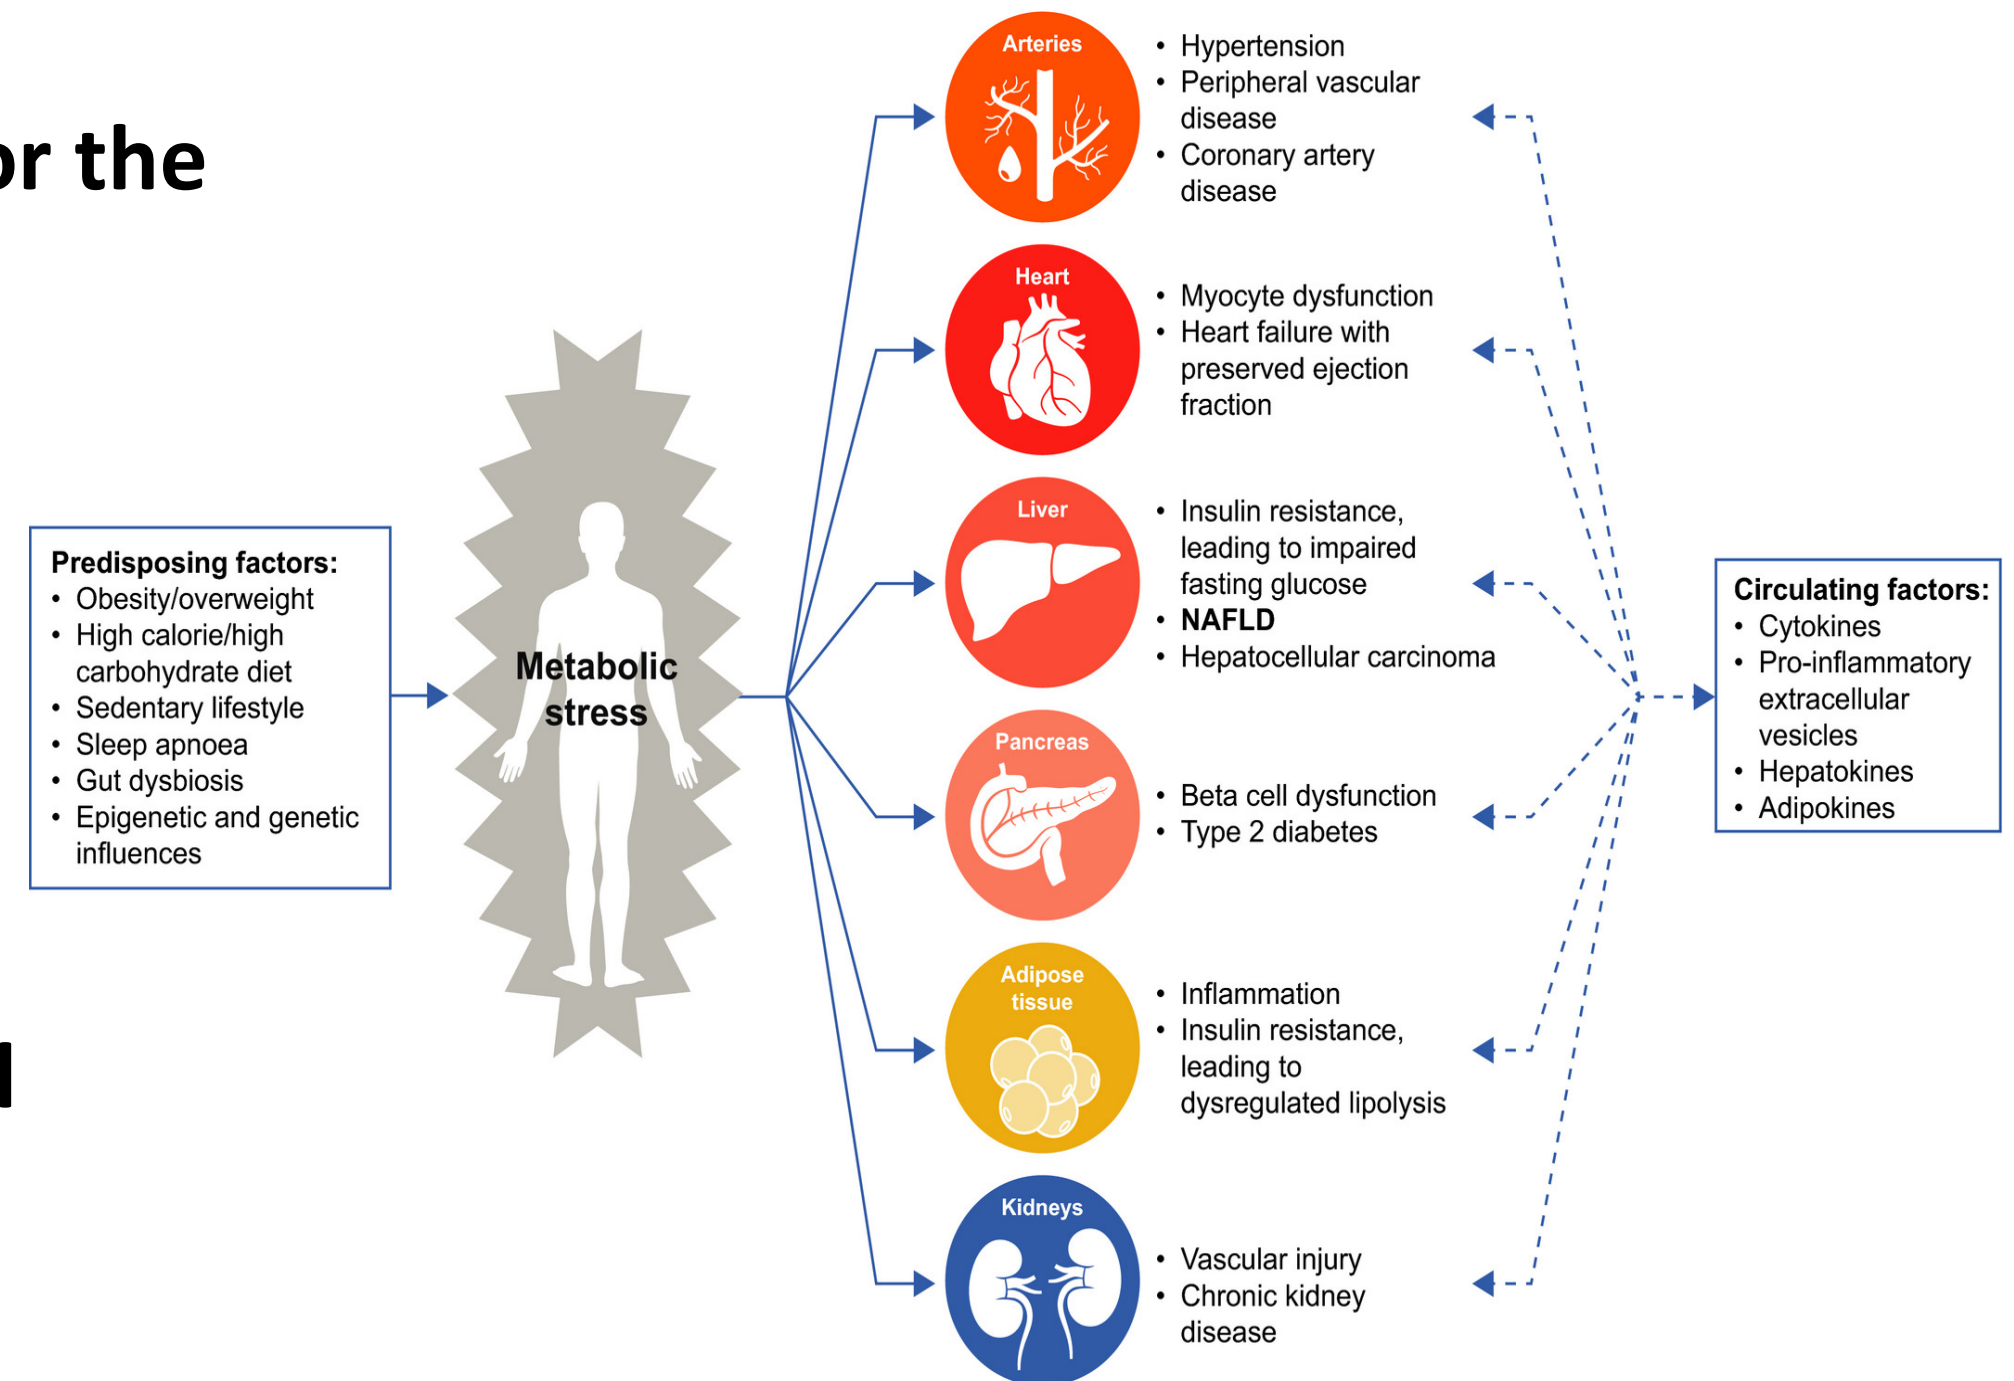 or the
Predisposing factors:
• Obesity/overweight
• High calorie/high
carbohydrate diet
• Sedentary lifestyle
• Sleep apnoea
• Gut dysbiosis
• Epigenetic and genetic
influences
Metabolic
stress
Arteries
• Hypertension
• Peripheral vascular
disease
• Coronary artery
disease
Heart
• Myocyte dysfunction
• Heart failure with
preserved ejection
fraction
Liver
• Insulin resistance,
leading to impaired
fasting glucose
• NAFLD
• Hepatocellular carcinoma
Pancreas
• Beta cell dysfunction
• Type 2 diabetes
Adipose
tissue
• Inflammation
• Insulin resistance,
leading to
dysregulated lipolysis
Kidneys
• Vascular injury
• Chronic kidney
disease
Circulating factors:
• Cytokines
• Pro-inflammatory
extracellular
vesicles
• Hepatokines
• Adipokines